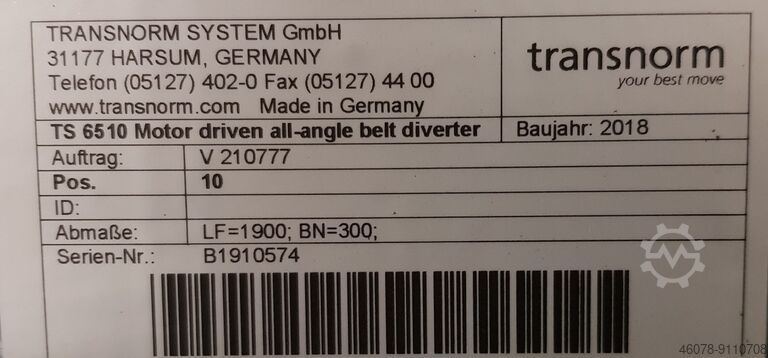 TRANSNORM SYSTEM GmbH
31177 HARSUM, GERMANY
Telefon (05127) 402-0 Fax (05127) 44 00
www.transnorm.com Made in Germany
transnorm
your best move
TS 6510 Motor driven all-angle belt diverter
Baujahr: 2018
Auftrag: V 210777
Pos. 10
ID:
Abmaße: LF=1900; BN=300;
Serien-Nr.: B1910574
46078-9110708